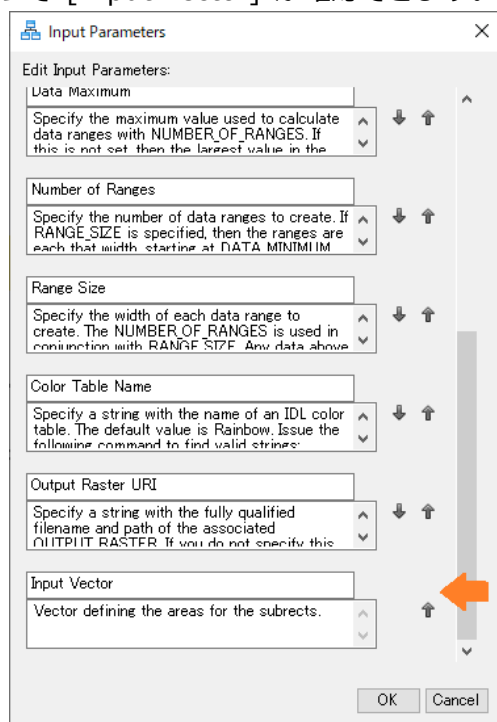 Input Parameters
Edit Input Parameters:
Data Maximum
Specify the maximum value used to calculate
data ranges with NUMBER_OF_RANGES. If
this is not set, then the largest value in the
Number of Ranges
Specify the number of data ranges to create. If
RANGE_SIZE is specified, then the ranges are
each that width, starting at DATA_MINIMUM
Range Size
Specify the width of each data range to
create. The NUMBER_OF_RANGES is used in
conjunction with RANGE_SIZE. Any data above
Color Table Name
Specify a string with the name of an IDL color
table. The default value is Rainbow. Issue the
following command to find valid strings:
Output Raster URI
Specify a string with the fully qualified
filename and path of the associated
OUTPUT_RASTER. If you do not specify this
Input Vector
Vector defining the areas for the subrects.
OK Cancel